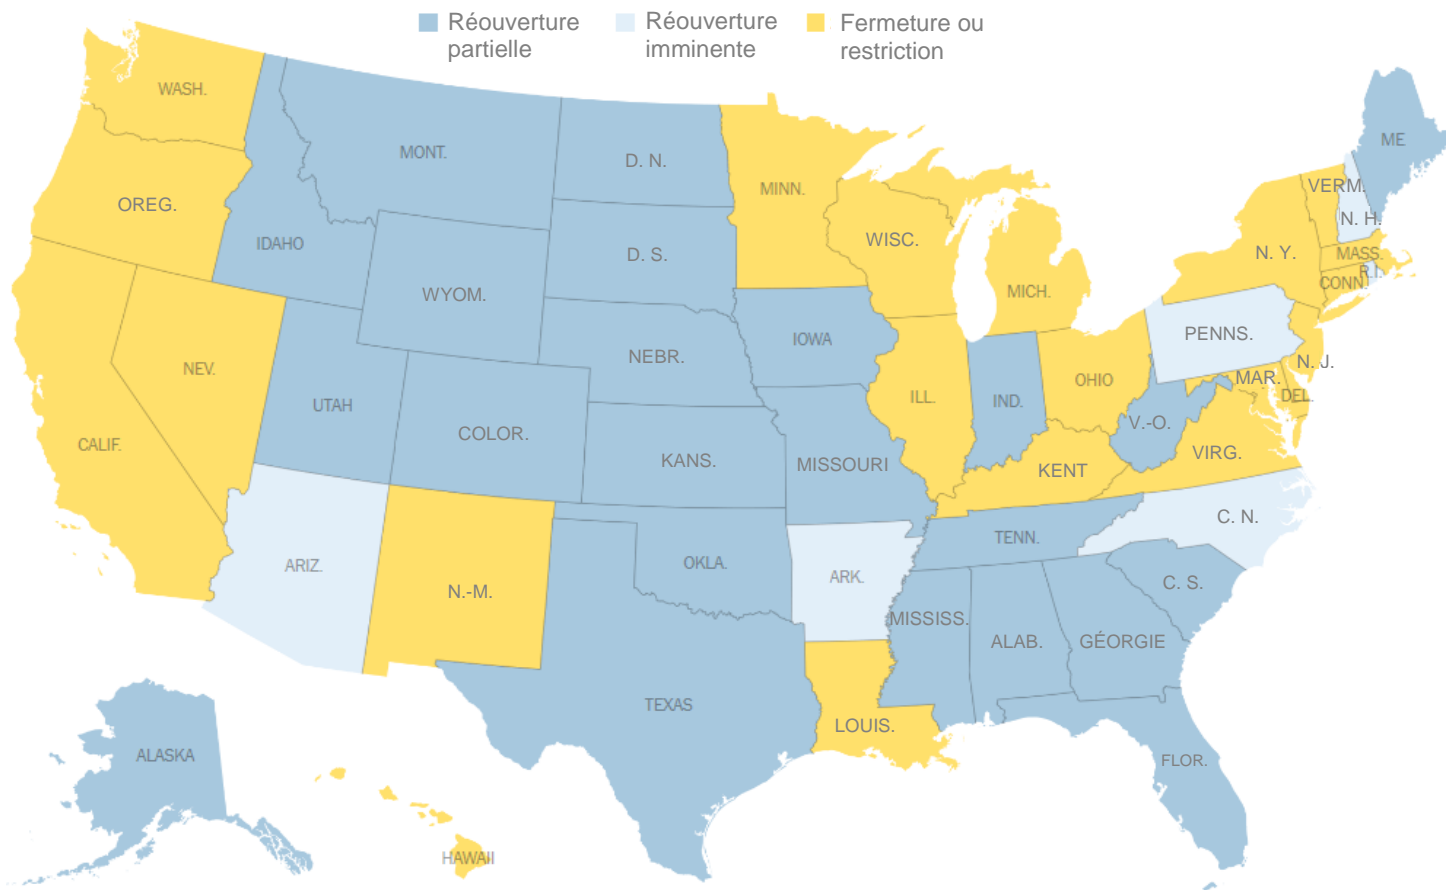 Réouverture
partielle
Réouverture
imminente
Fermeture ou
restriction
WASH.
MONT.
D. N.
MINN.
ME
VERM.
N. H.
OREG.
IDAHO
D. S.
WISC.
N. Y.
MASS.
R.I.
CONN.
WYOM.
MICH.
PENNS.
IOWA
NEBR.
NEV.
N. J.
MAR.
OHIO
DEL.
ILL.
IND.
UTAH
V.-O.
COLOR.
CALIF.
KANS.
MISSOURI
KENT
VIRG.
C. N.
TENN.
ARIZ.
OKLA.
ARK.
C. S.
N.-M.
MISSISS.
ALAB.
GÉORGIE
TEXAS
LOUIS.
ALASKA
FLOR.
HAWAII